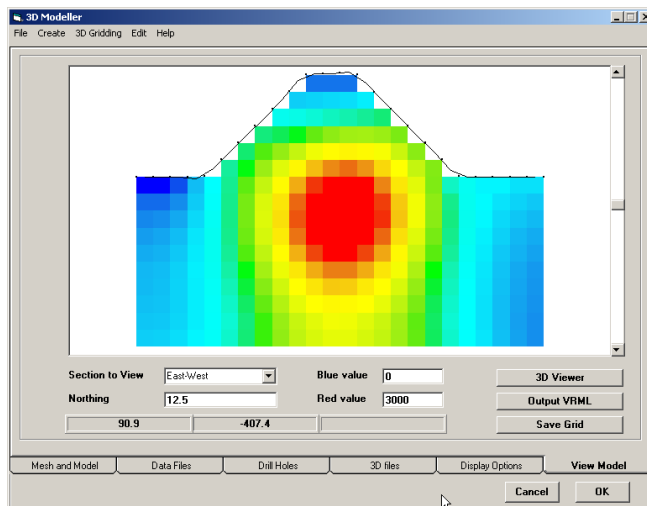 3D Modeller
File Create 3D Gridding Edit Help
Section to View East-West Blue value 0 3D Viewer
Northing 12.5 Red value 3000 Output VRML
90.9 -407.4 Save Grid
Mesh and Model Data Files Drill Holes 3D files Display Options View Model
Cancel OK